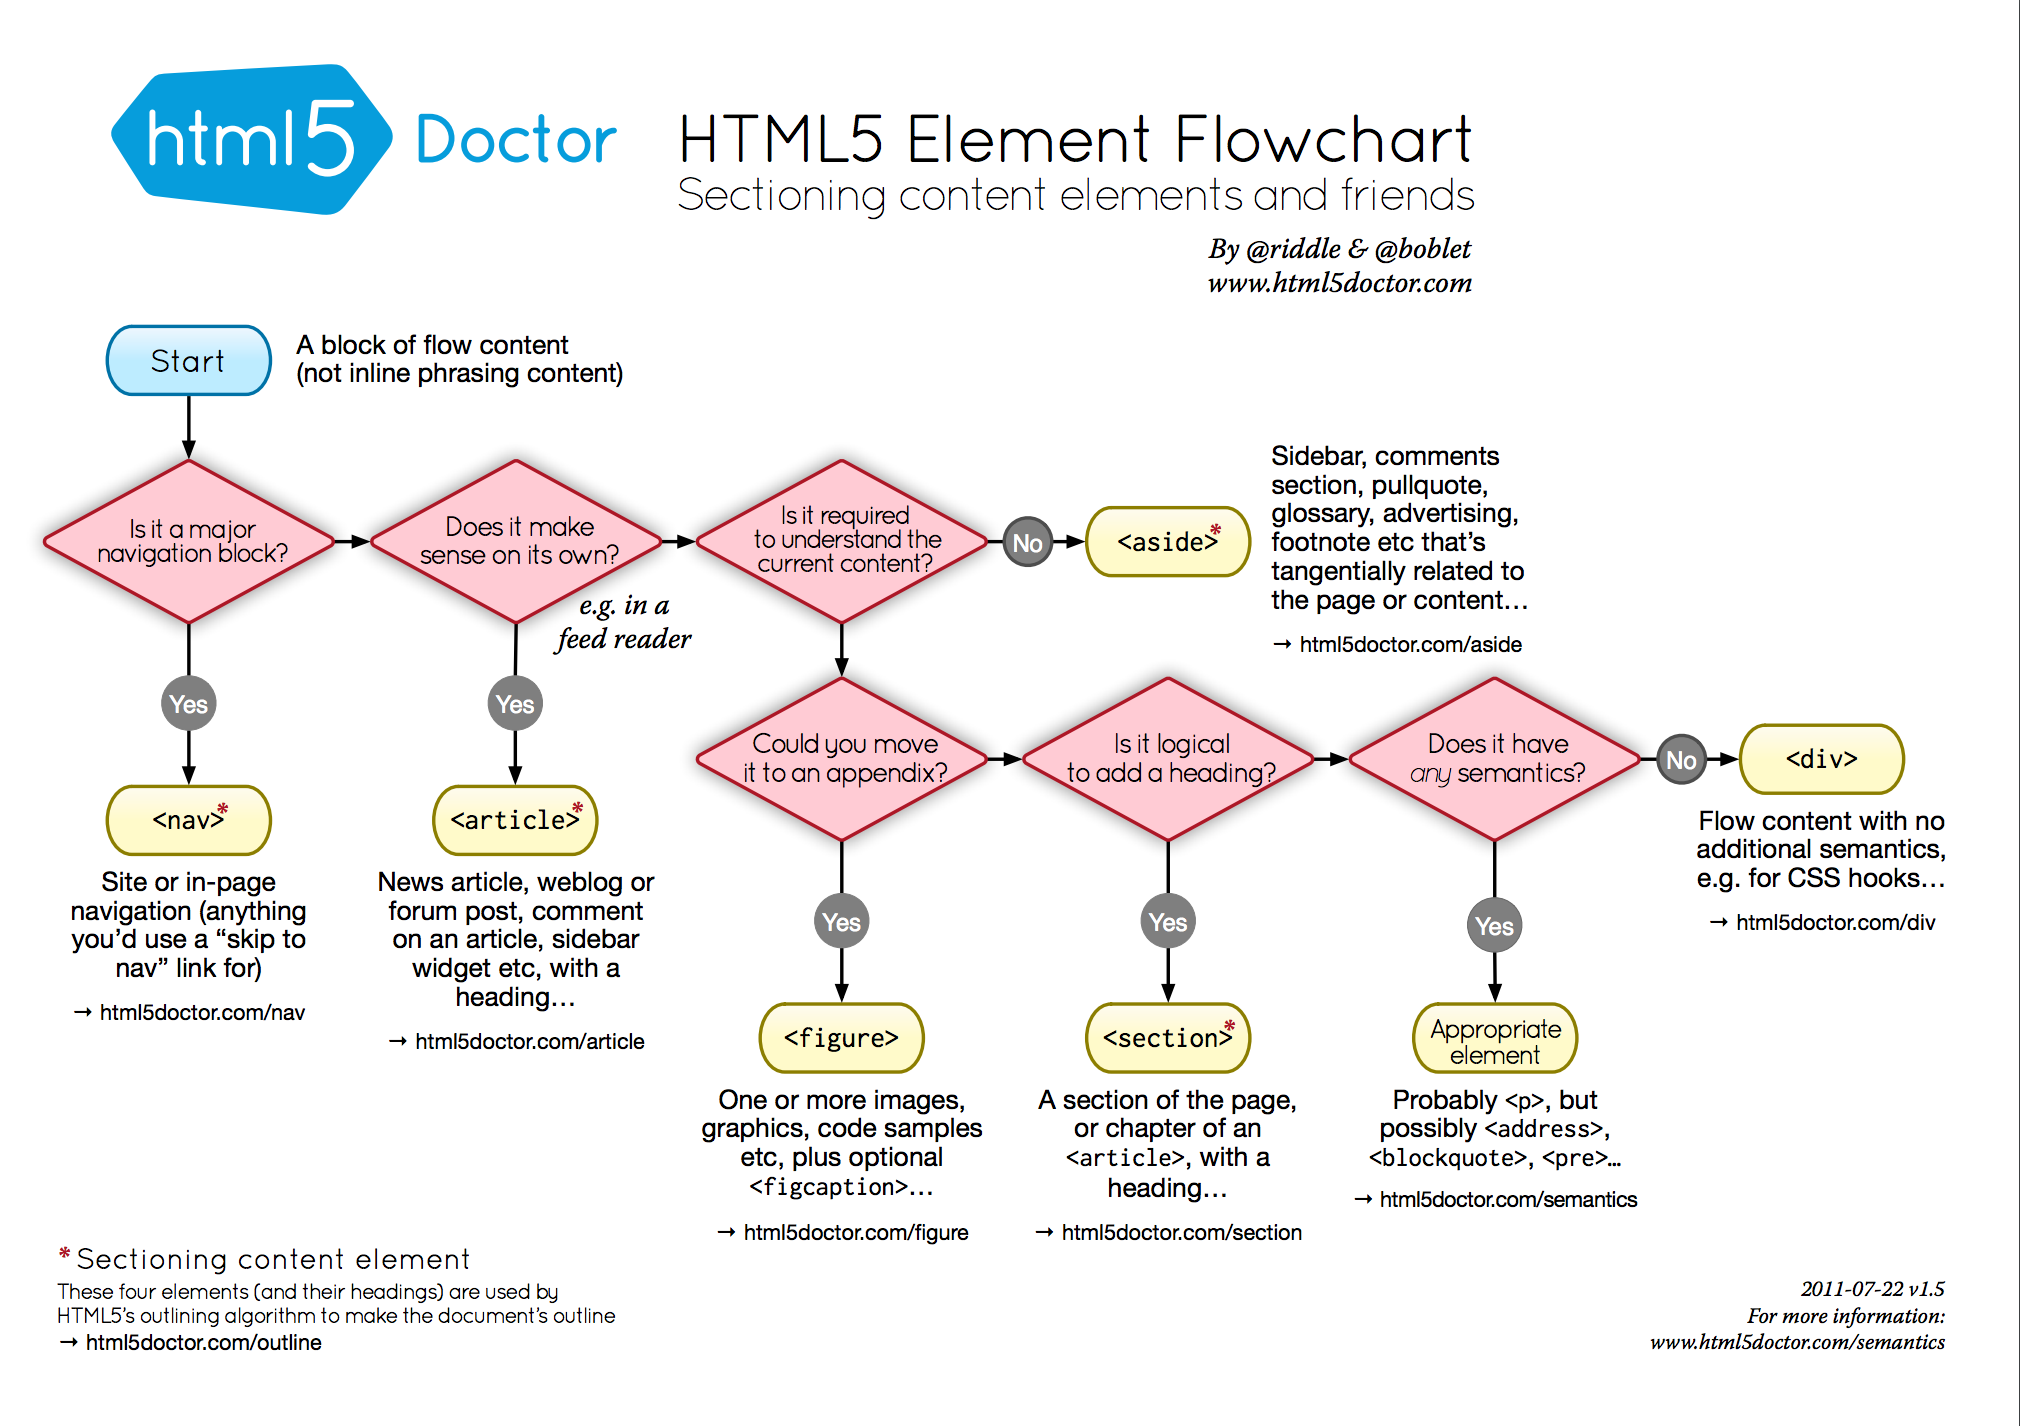 html5 Doctor
HTML5 Element Flowchart
Sectioning content elements and friends
By @riddle & @boblet
www.html5doctor.com
Start
A block of flow content
(not inline phrasing content)
Is it a major
navigation block?
Does it make
sense on its own?
e.g. in a
feed reader
Is it required
to understand the
current content?
No
<aside>*
Sidebar, comments
section, pullquote,
glossary, advertising,
footnote etc that’s
tangentially related to
the page or content…
→ html5doctor.com/aside
Yes
<nav>*
Site or in-page
navigation (anything
you’d use a “skip to
nav” link for)
→ html5doctor.com/nav
Yes
<article>*
News article, weblog or
forum post, comment
on an article, sidebar
widget etc, with a
heading…
→ html5doctor.com/article
Could you move
it to an appendix?
Is it logical
to add a heading?
Does it have
any semantics?
No
<div>
Flow content with no
additional semantics,
e.g. for CSS hooks…
→ html5doctor.com/div
Yes
<figure>
One or more images,
graphics, code samples
etc, plus optional
<figcaption>…
→ html5doctor.com/figure
Yes
<section>*
A section of the page,
or chapter of an
<article>, with a
heading…
→ html5doctor.com/section
Yes
Appropriate
element
Probably <p>, but
possibly <address>,
<blockquote>, <pre>…
→ html5doctor.com/semantics
* Sectioning content element
These four elements (and their headings) are used by
HTML5’s outlining algorithm to make the document’s outline
→ html5doctor.com/outline
2011-07-22 v1.5
For more information:
www.html5doctor.com/semantics